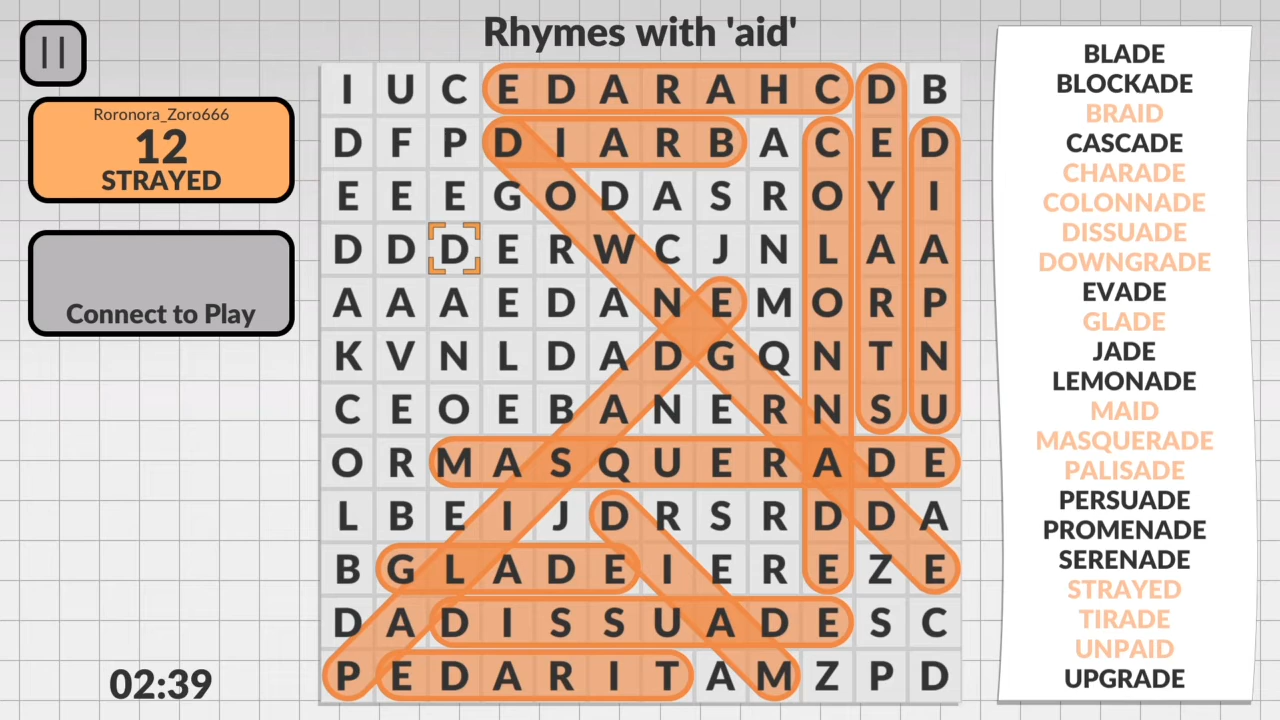 Rhymes with 'aid'
Roronora_Zoro666
12
STRAYED
Connect to Play
02:39
I U C E D A R A H C D B
D F P D I A R B A C E D
E E E G O D A S R O Y I
D D D E R W C J N L A A
A A A E D A N E M O R P
K V N L D A D G Q N T N
C E O E B A N E R N S U
O R M A S Q U E R A D E
L B E I J D R S R D D A
B G L A D E I E R E Z E
D A D I S S U A D E S C
P E D A R I T A M Z P D
BLADE
BLOCKADE
BRAID
CASCADE
CHARADE
COLONNADE
DISSUADE
DOWNGRADE
EVADE
GLADE
JADE
LEMONADE
MAID
MASQUERADE
PALISADE
PERSUADE
PROMENADE
SERENADE
STRAYED
TIRADE
UNPAID
UPGRADE